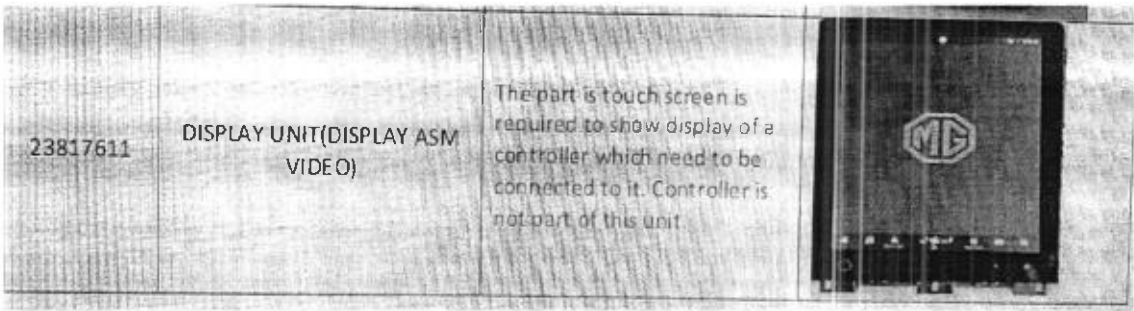 23817611
DISPLAY UNIT(DISPLAY ASM
VIDEO)
The part is touch screen is
required to show display of a
controller which need to be
connected to it. Controller is
not part of this unit
MG